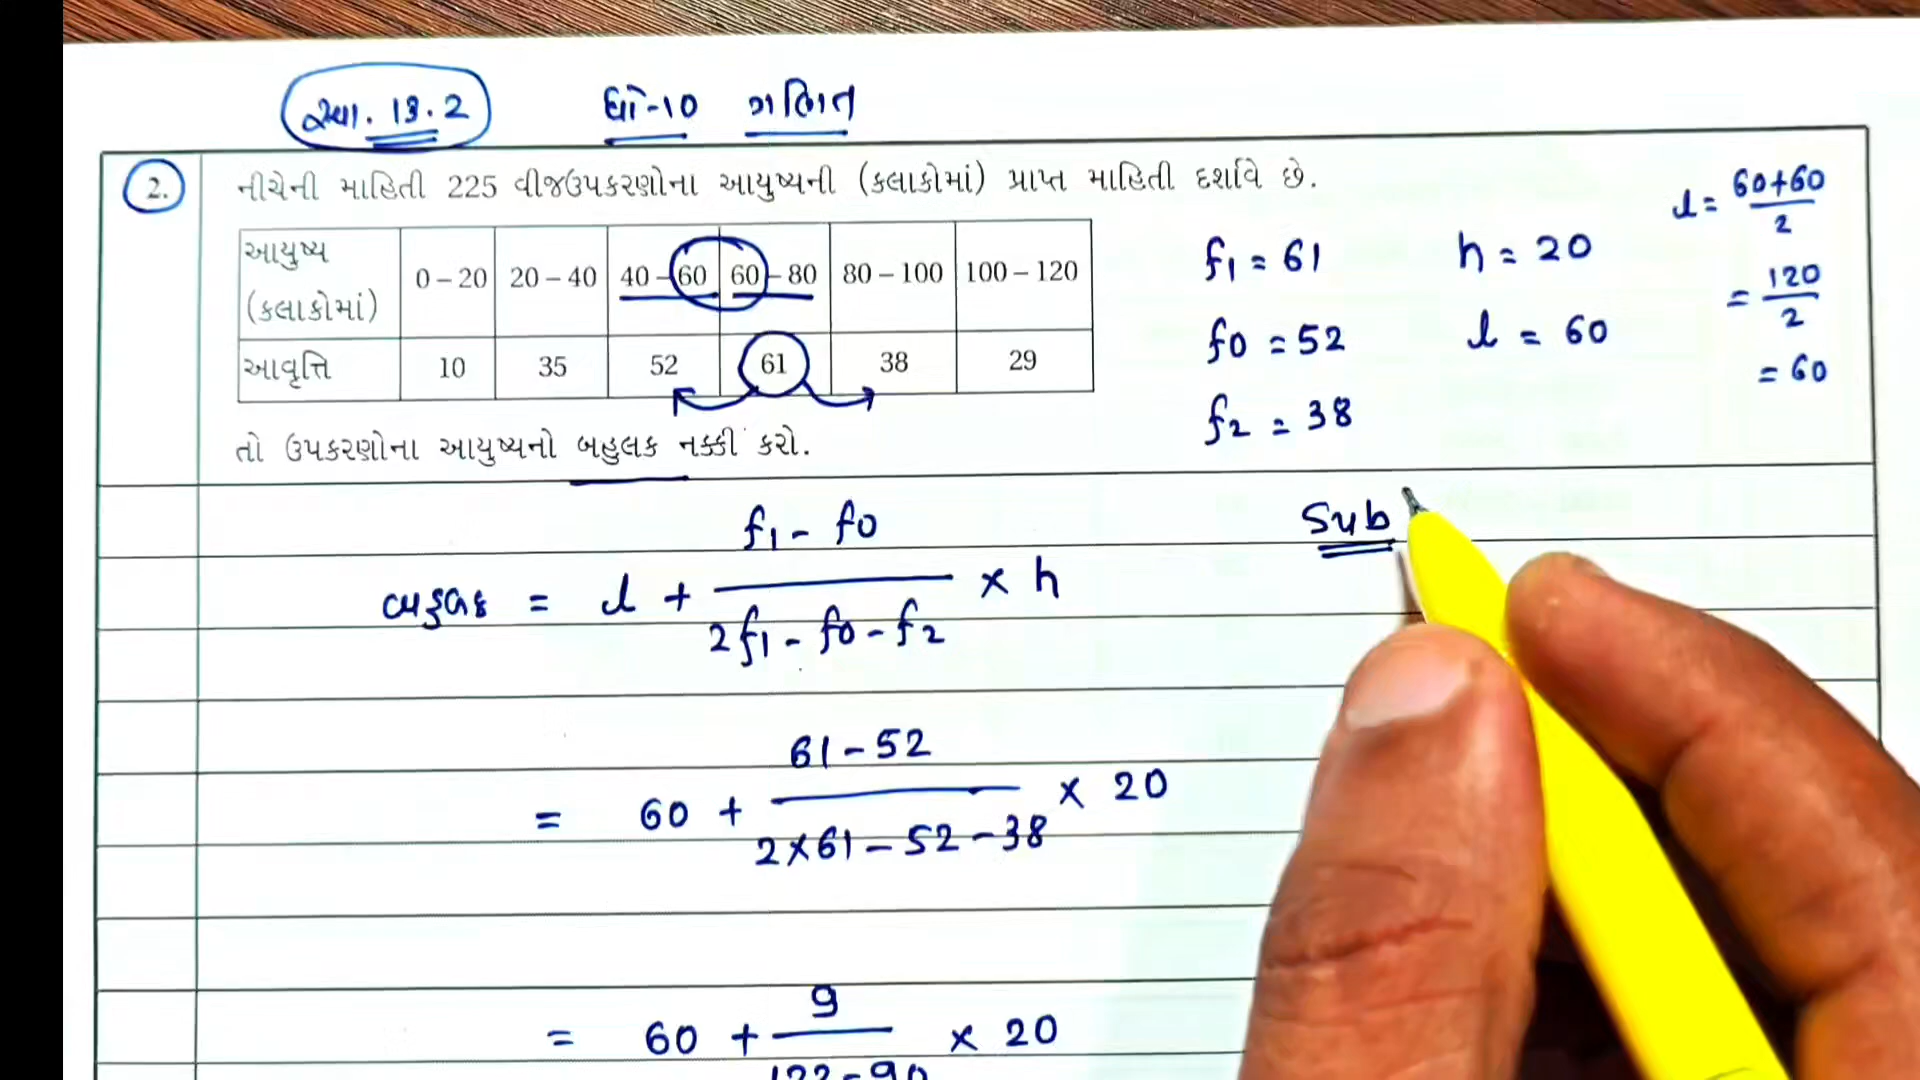 સ્વા. 13.2 ધો-10 ગણિત
2. નીચેની માહિતી 225 વીજઉપકરણોના આયુષ્યની (કલાકોમાં) પ્રાપ્ત માહિતી દર્શાવે છે.
આયુષ્ય (કલાકોમાં) 0 – 20 20 – 40 40 – 60 60 – 80 80 – 100 100 – 120
આવૃત્તિ 10 35 52 61 38 29
તો ઉપકરણોના આયુષ્યનો બહુલક નક્કી કરો.
f1 = 61 h = 20
f0 = 52 l = 60
f2 = 38
l = 60+60 / 2
= 120 / 2
= 60
Sub
બહુલક = l + f1 - f0 / 2f1 - f0 - f2 × h
= 60 + 61 - 52 / 2×61 - 52 - 38 × 20
= 60 + 9 / 122 - 90 × 20